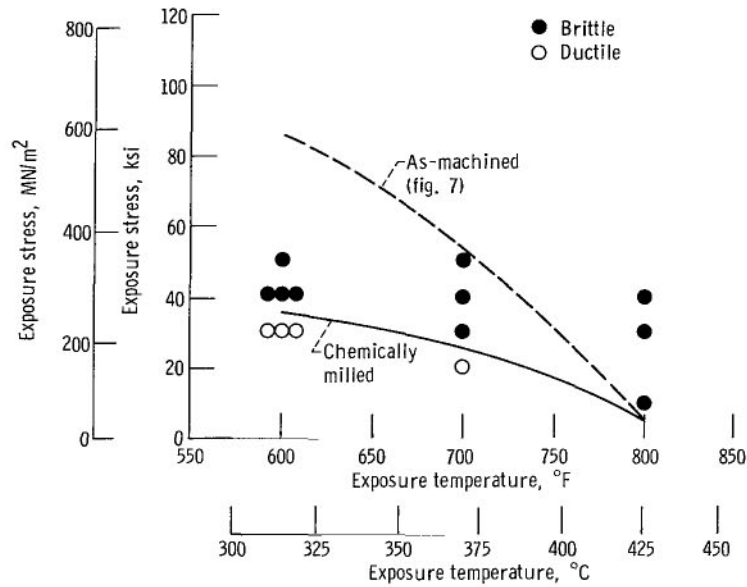 800
600
400
200
0
Exposure stress, MN/m²
120
100
80
60
40
20
0
Exposure stress, ksi
Brittle
Ductile
As-machined
(fig. 7)
Chemically
milled
550
600
650
700
750
800
850
Exposure temperature, °F
300
325
350
375
400
425
450
Exposure temperature, °C